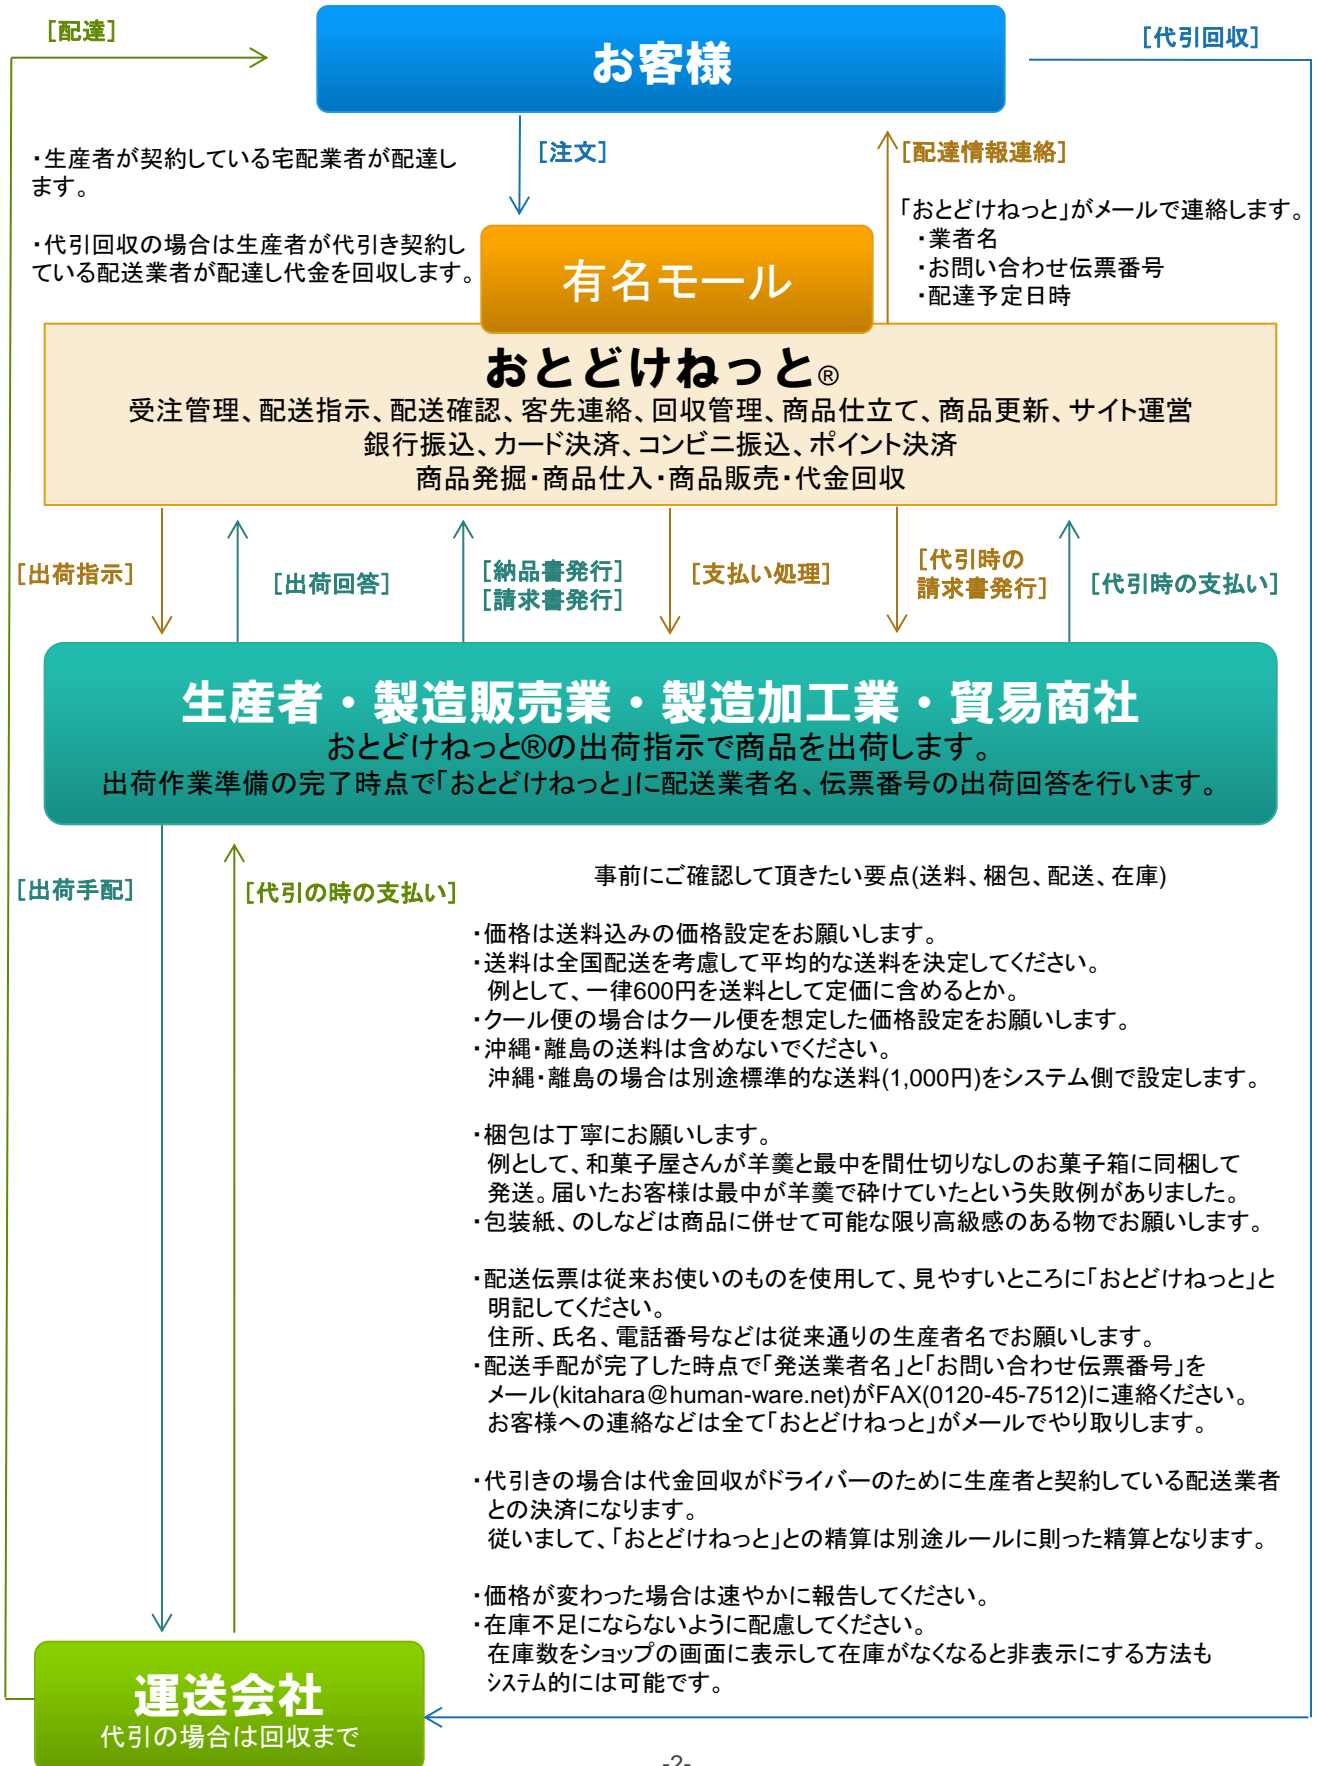 [配達]
お客様
[代引回収]
・生産者が契約している宅配業者が配達し
ます。
・代引回収の場合は生産者が代引き契約し
ている配送業者が配達し代金を回収します。
[注文]
[配達情報連絡]
「おとどけねっと」がメールで連絡します。
・業者名
・お問い合わせ伝票番号
・配達予定日時
有名モール
おとどけねっと®
受注管理、配送指示、配送確認、客先連絡、回収管理、商品仕立て、商品更新、サイト運営
銀行振込、カード決済、コンビニ振込、ポイント決済
商品発掘・商品仕入・商品販売・代金回収
[出荷指示]
[出荷回答]
[納品書発行]
[請求書発行]
[支払い処理]
[代引時の
請求書発行]
[代引時の支払い]
生産者・製造販売業・製造加工業・貿易商社
おとどけねっと®の出荷指示で商品を出荷します。
出荷作業準備の完了時点で「おとどけねっと」に配送業者名、伝票番号の出荷回答を行います。
[出荷手配]
[代引の時の支払い]
事前にご確認して頂きたい要点(送料、梱包、配送、在庫)
・価格は送料込みの価格設定をお願いします。
・送料は全国配送を考慮して平均的な送料を決定してください。
例として、一律600円を送料として定価に含めるとか。
・クール便の場合はクール便を想定した価格設定をお願いします。
・沖縄・離島の送料は含めないでください。
沖縄・離島の場合は別途標準的な送料(1,000円)をシステム側で設定します。
・梱包は丁寧にお願いします。
例として、和菓子屋さんが羊羹と最中を間仕切りなしのお菓子箱に同梱して
発送。届いたお客様は最中が羊羹で砕けていたという失敗例がありました。
・包装紙、のしなどは商品に併せて可能な限り高級感のある物でお願いします。
・配送伝票は従来お使いのものを使用して、見やすいところに「おとどけねっと」と
明記してください。
住所、氏名、電話番号などは従来通りの生産者名でお願いします。
・配送手配が完了した時点で「発送業者名」と「お問い合わせ伝票番号」を
メール(kitahara@human-ware.net)がFAX(0120-45-7512)に連絡ください。
お客様への連絡などは全て「おとどけねっと」がメールでやり取りします。
・代引きの場合は代金回収がドライバーのために生産者と契約している配送業者
との決済になります。
従いまして、「おとどけねっと」との精算は別途ルールに則った精算となります。
・価格が変わった場合は速やかに報告してください。
・在庫不足にならないように配慮してください。
在庫数をショップの画面に表示して在庫がなくなると非表示にする方法も
システム的には可能です。
運送会社
代引の場合は回収まで
-2-